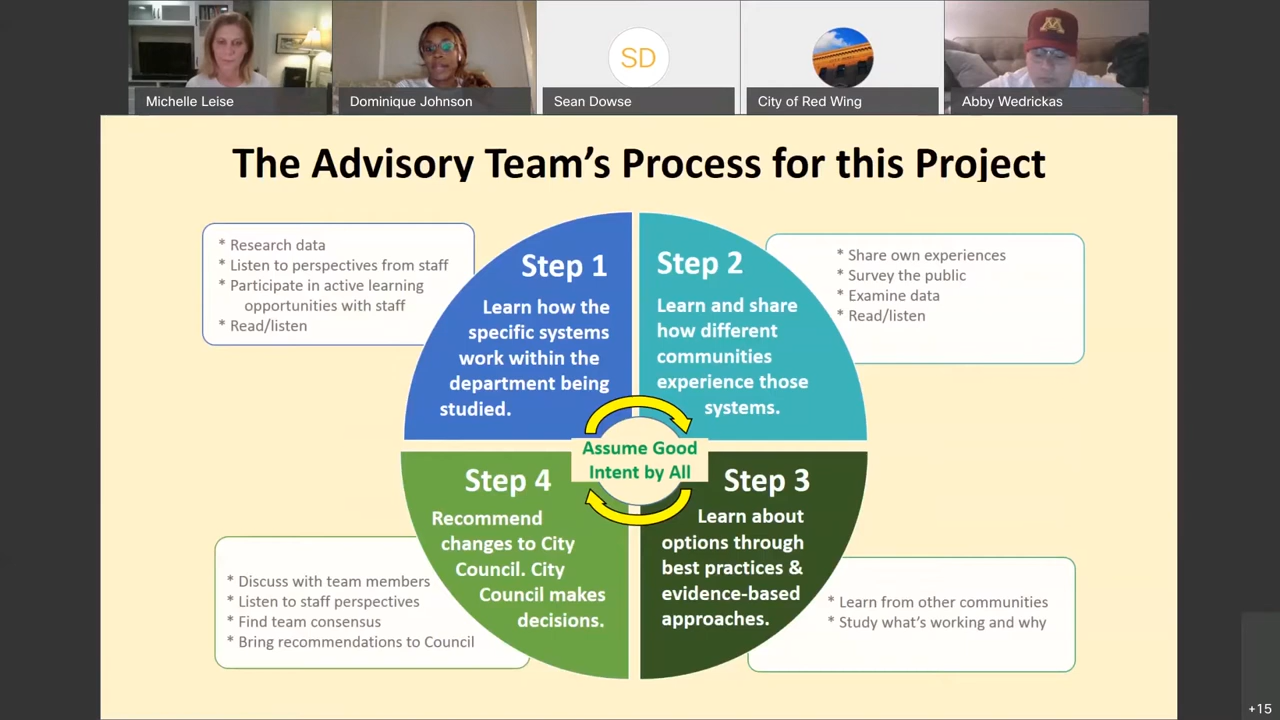 SD
Michelle Leise
Dominique Johnson
Sean Dowse
City of Red Wing
Abby Wedrickas
The Advisory Team's Process for this Project
* Research data
* Listen to perspectives from staff
* Participate in active learning
opportunities with staff
* Read/listen
Step 1
Learn how the
specific systems
work within the
department being
studied.
Step 2
Learn and share
how different
communities
experience those
systems.
* Share own experiences
* Survey the public
* Examine data
* Read/listen
Assume Good
Intent by All
Step 4
Recommend
changes to City
Council. City
Council makes
decisions.
* Discuss with team members
* Listen to staff perspectives
* Find team consensus
* Bring recommendations to Council
Step 3
Learn about
options through
best practices &
evidence-based
approaches.
* Learn from other communities
* Study what's working and why
+15